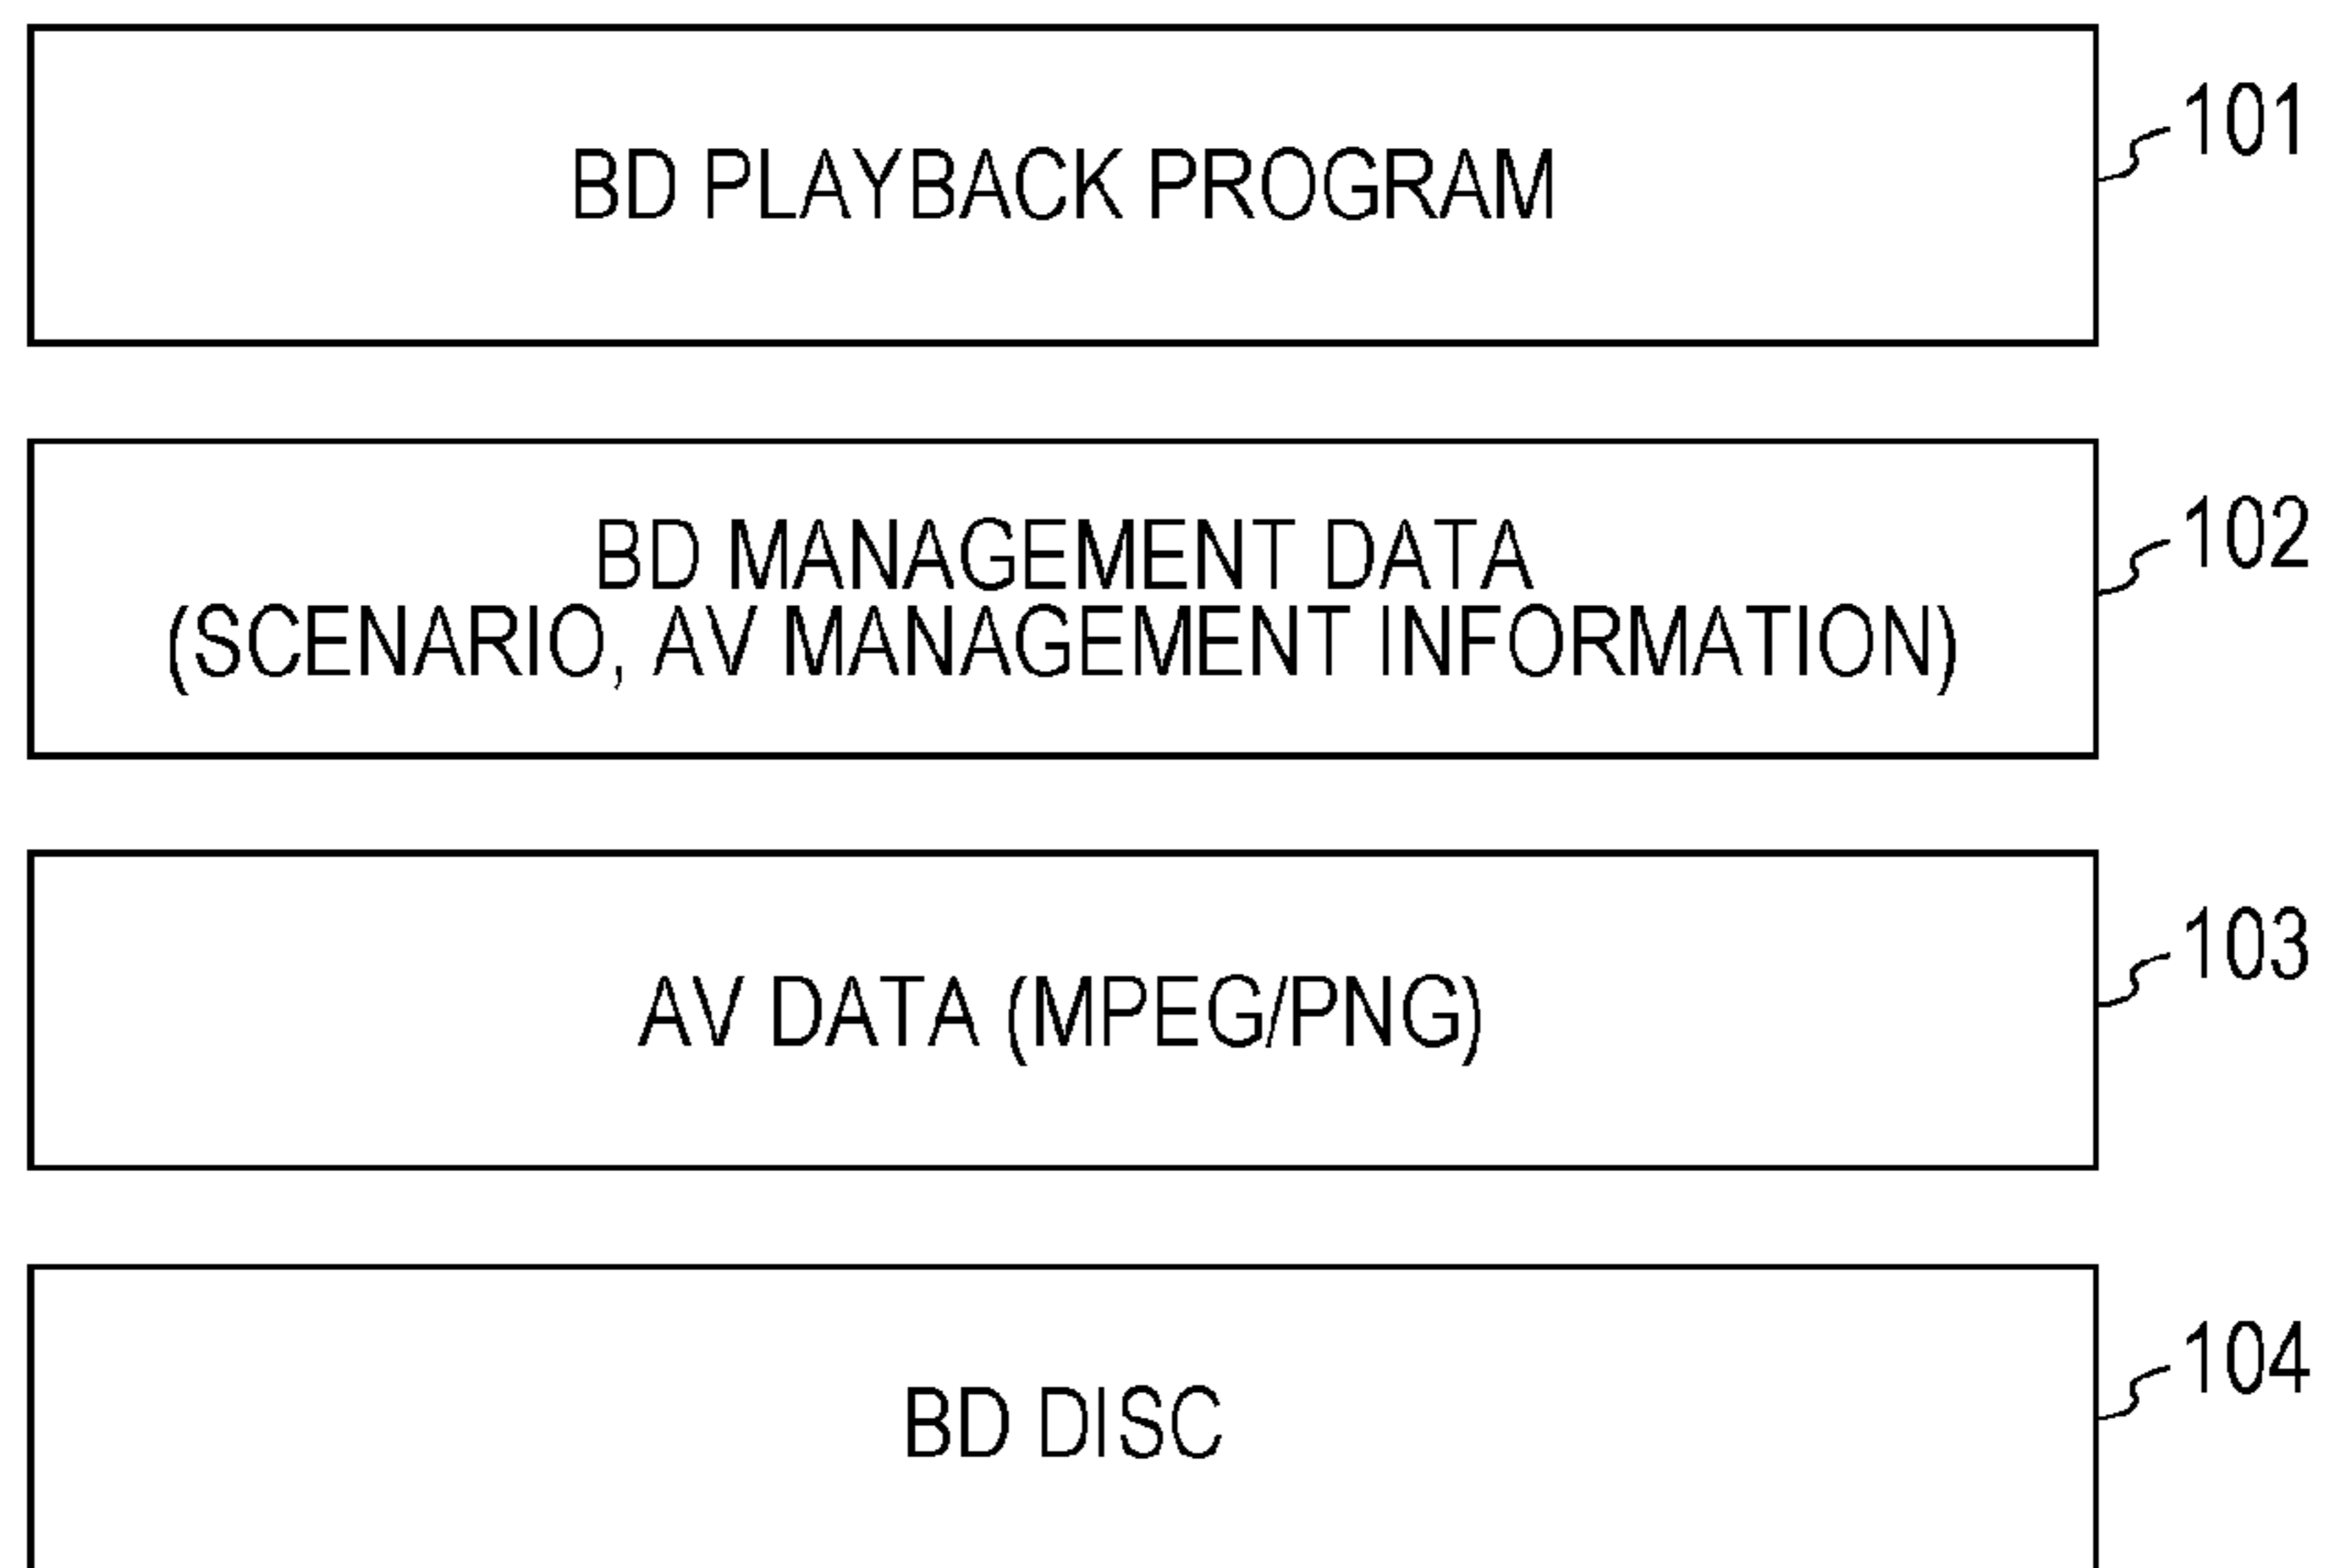 BD PLAYBACK PROGRAM
101
BD MANAGEMENT DATA
(SCENARIO, AV MANAGEMENT INFORMATION)
102
AV DATA (MPEG/PNG)
103
BD DISC
104